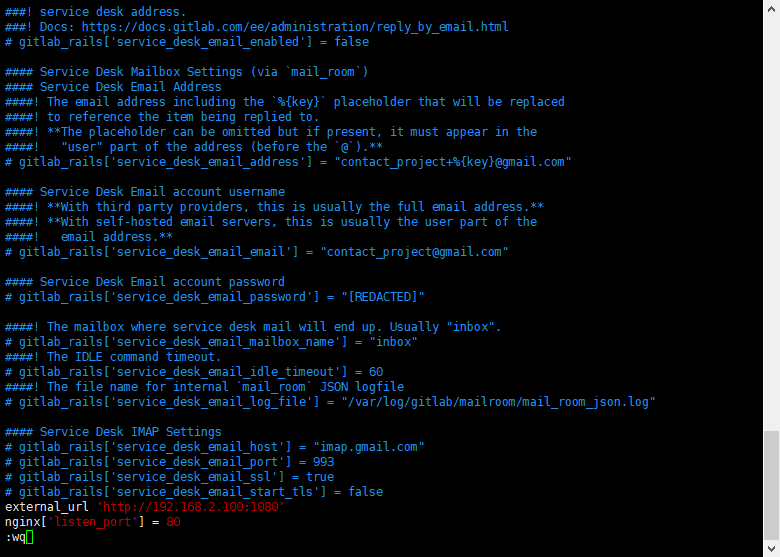 ###! service desk address.
###! Docs: https://docs.gitlab.com/ee/administration/reply_by_email.html
# gitlab_rails['service_desk_email_enabled'] = false
#### Service Desk Mailbox Settings (via `mail_room`)
#### Service Desk Email Address
####! The email address including the `%{key}` placeholder that will be replaced
####! to reference the item being replied to.
####! **The placeholder can be omitted but if present, it must appear in the
####!   "user" part of the address (before the `@`).**
# gitlab_rails['service_desk_email_address'] = "contact_project+%{key}@gmail.com"
#### Service Desk Email account username
####! **With third party providers, this is usually the full email address.**
####! **With self-hosted email servers, this is usually the user part of the
####!   email address.**
# gitlab_rails['service_desk_email_email'] = "contact_project@gmail.com"
#### Service Desk Email account password
# gitlab_rails['service_desk_email_password'] = "[REDACTED]"
####! The mailbox where service desk mail will end up. Usually "inbox".
# gitlab_rails['service_desk_email_mailbox_name'] = "inbox"
####! The IDLE command timeout.
# gitlab_rails['service_desk_email_idle_timeout'] = 60
####! The file name for internal `mail_room` JSON logfile
# gitlab_rails['service_desk_email_log_file'] = "/var/log/gitlab/mailroom/mail_room_json.log"
#### Service Desk IMAP Settings
# gitlab_rails['service_desk_email_host'] = "imap.gmail.com"
# gitlab_rails['service_desk_email_port'] = 993
# gitlab_rails['service_desk_email_ssl'] = true
# gitlab_rails['service_desk_email_start_tls'] = false
external_url 'http://192.168.2.100:1080'
nginx['listen_port'] = 80
:wq